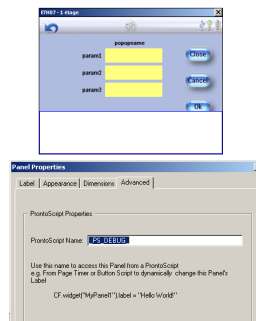 ETH07 - 1 étage
popupname
param1
Close
param2
Cancel
param3
Ok
Panel Properties
Label Appearance Dimensions Advanced
ProntoScript Properties
ProntoScript Name: _PS_DEBUG_
Use this name to access this Panel from a ProntoScript
e.g. From Page Timer or Button Script to dynamically change this Panel's
Label
CF.widget("MyPanel1").label = "Hello World!"